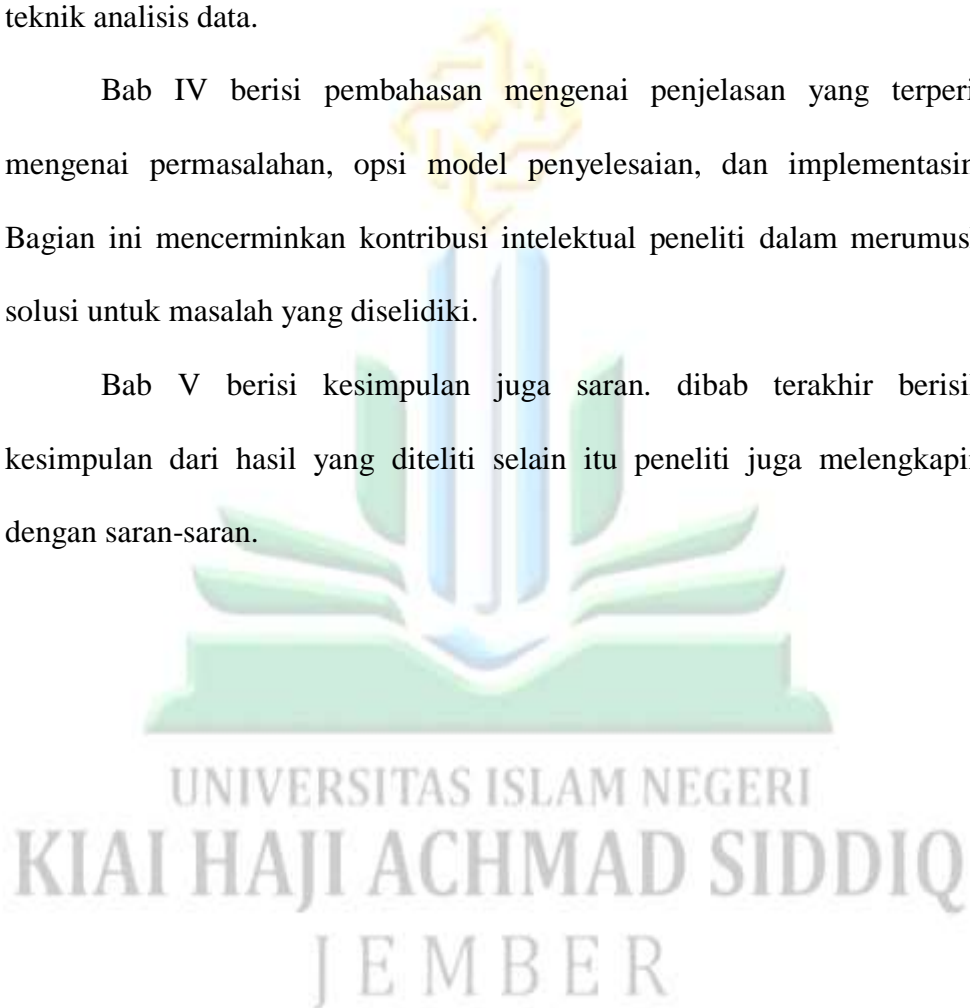 teknik analisis data.
Bab IV berisi pembahasan mengenai penjelasan yang terperi
mengenai permasalahan, opsi model penyelesaian, dan implementasin
Bagian ini mencerminkan kontribusi intelektual peneliti dalam merumus
solusi untuk masalah yang diselidiki.
Bab V berisi kesimpulan juga saran. dibab terakhir berisi
kesimpulan dari hasil yang diteliti selain itu peneliti juga melengkapi
dengan saran-saran.
UNIVERSITAS ISLAM NEGERI
KIAI HAJI ACHMAD SIDDIQ
JEMBER